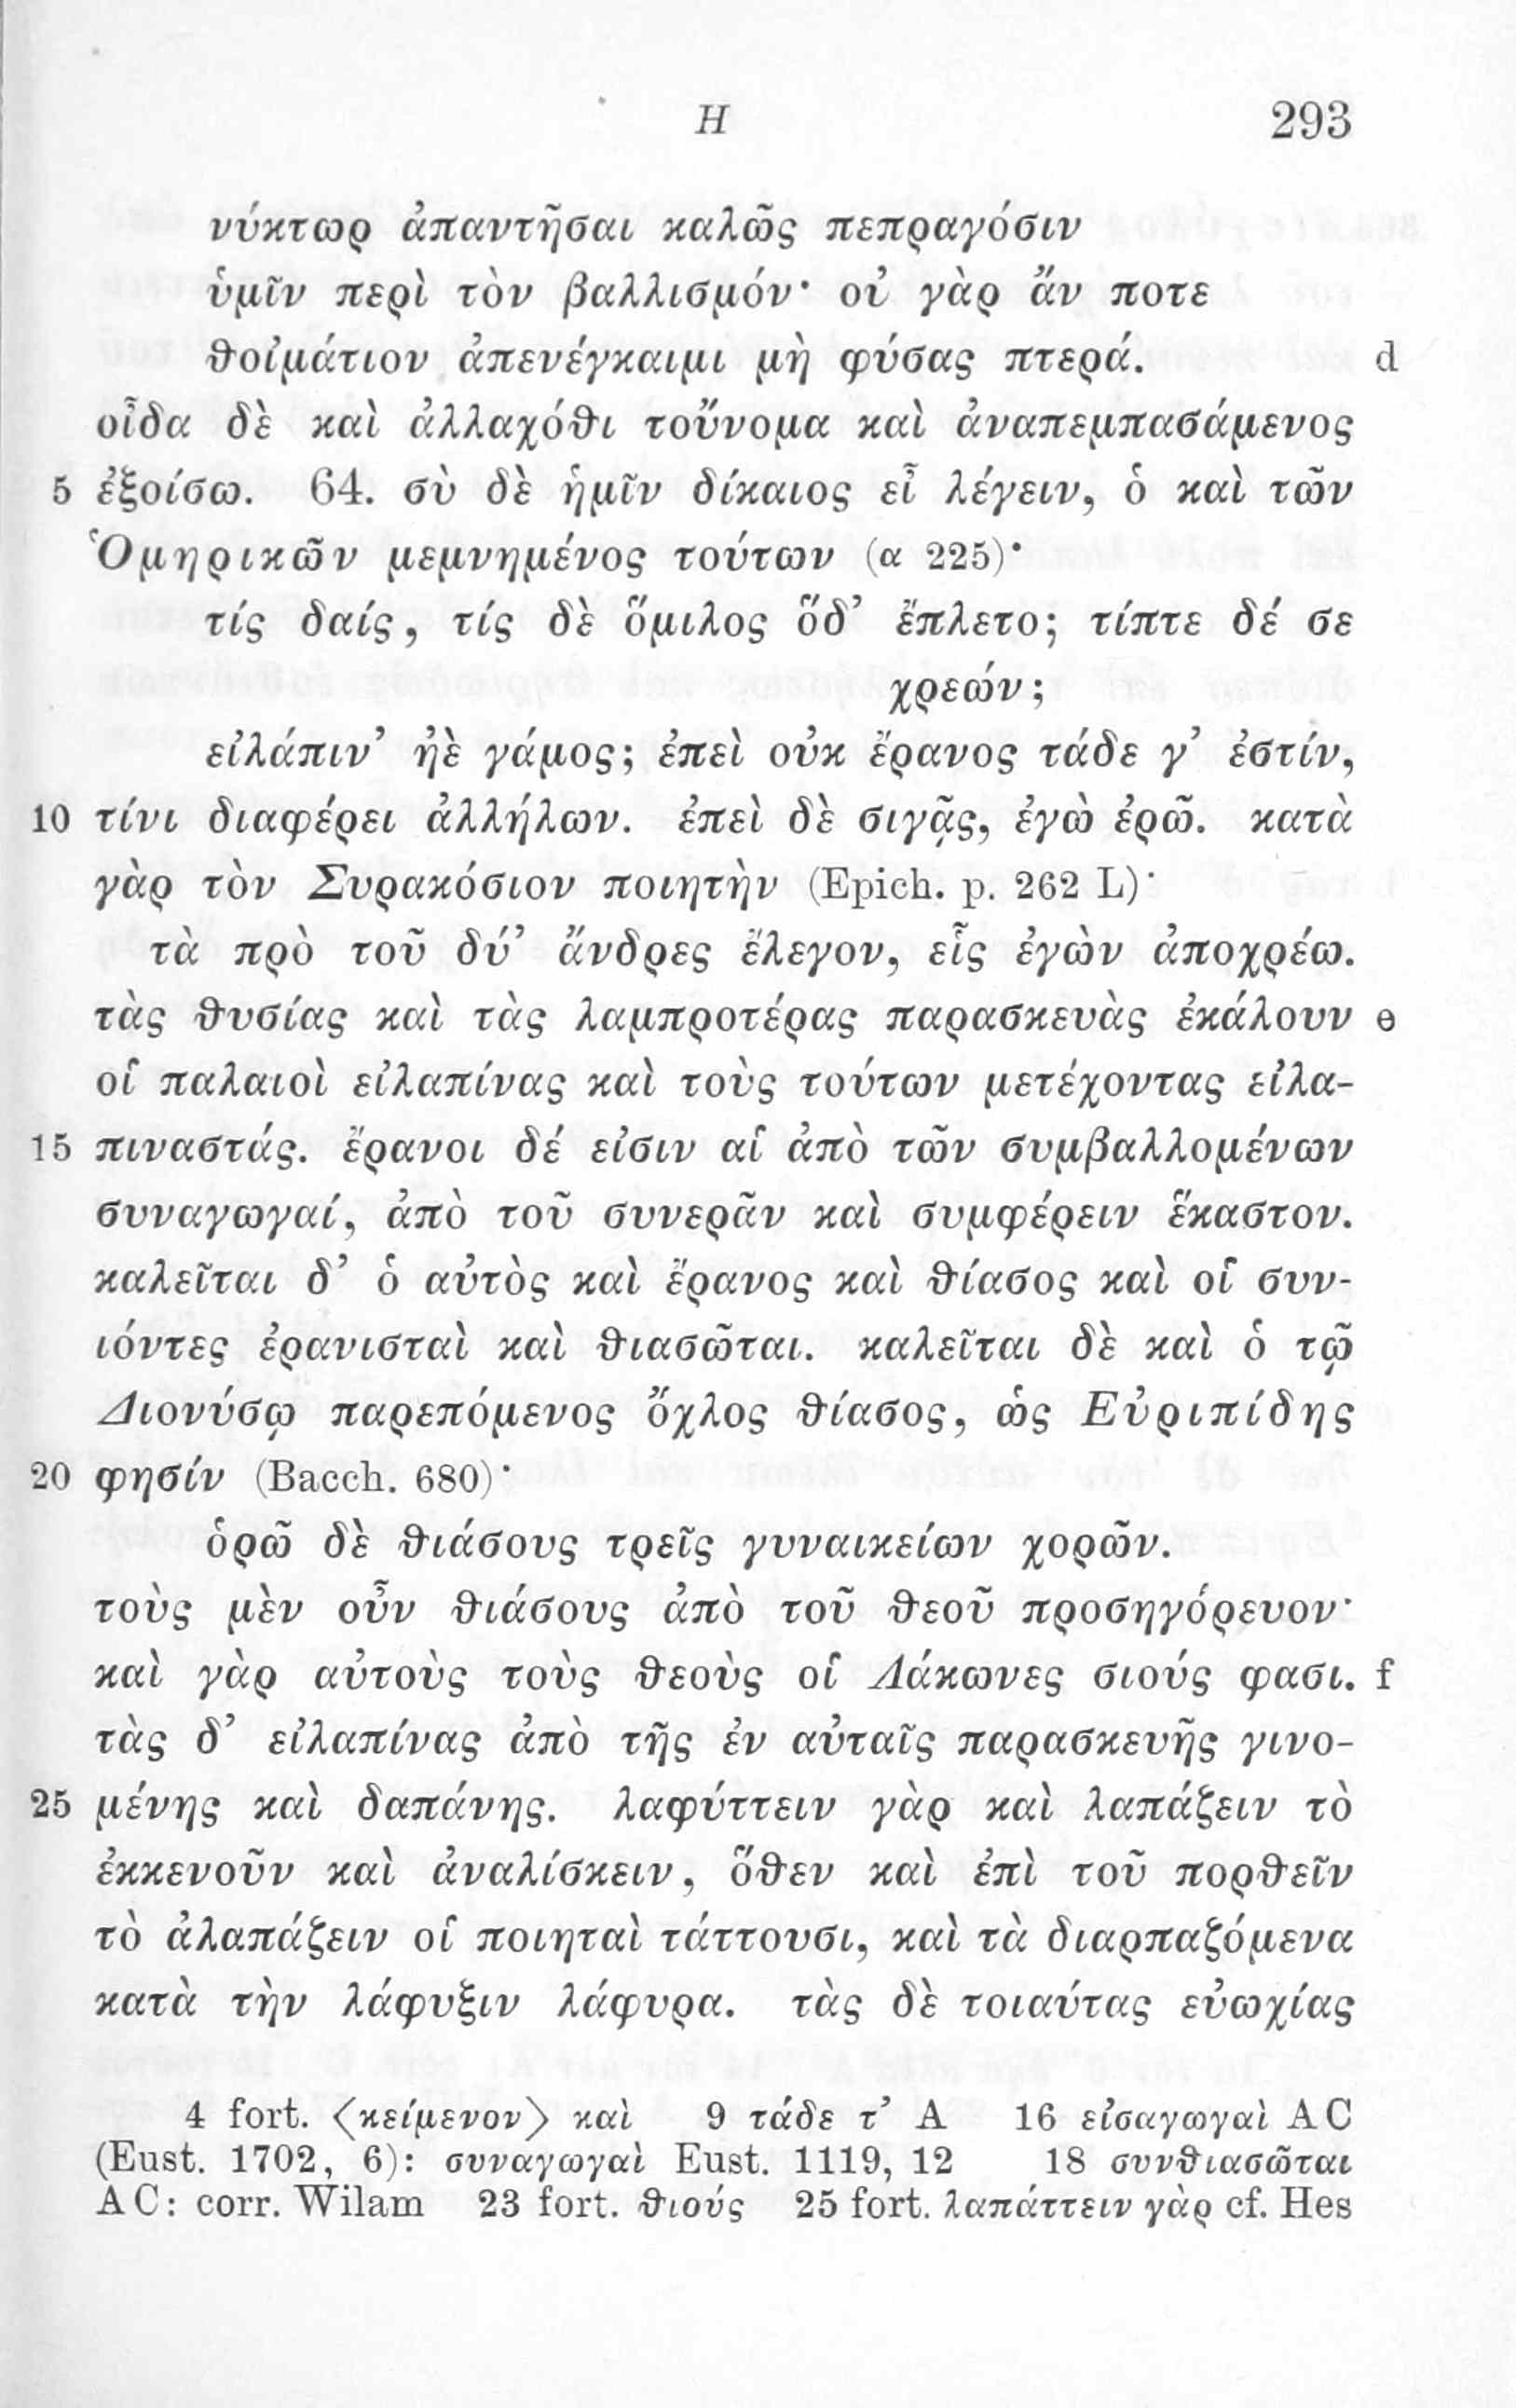 H 293
νύκτωρ ἀπαντῆσαι καλῶς πεπραγόσιν
ὑμῖν περὶ τὸν βαλλισμόν· οὐ γὰρ ἄν ποτε
θοἰμάτιον ἀπενέγκαιμι μὴ φύσας πτερά. d
οἶδα δὲ καὶ ἀλλαχόθι τοὔνομα καὶ ἀναπεμπασάμενος
5 ἐξοίσω. 64. σὺ δὲ ἡμῖν δίκαιος εἶ λέγειν, ὁ καὶ τῶν
Ὁμηρικῶν μεμνημένος τούτων (α 225)·
τίς δαίς, τίς δὲ ὅμιλος ὅδ’ ἔπλετο; τίπτε δέ σε
χρεών;
εἰλάπιν’ ἠὲ γάμος; ἐπεὶ οὐκ ἔρανος τάδε γ’ ἐστίν,
10 τίνι διαφέρει ἀλλήλων. ἐπεὶ δὲ σιγᾷς, ἐγὼ ἐρῶ. κατὰ
γὰρ τὸν Συρακόσιον ποιητὴν (Epich. p. 262 L)·
τὰ πρὸ τοῦ δύ’ ἄνδρες ἔλεγον, εἷς ἐγὼν ἀποχρέω.
τὰς θυσίας καὶ τὰς λαμπροτέρας παρασκευὰς ἐκάλουν e
οἱ παλαιοὶ εἰλαπίνας καὶ τοὺς τούτων μετέχοντας εἰλα-
15 πιναστάς. ἔρανοι δέ εἰσιν αἱ ἀπὸ τῶν συμβαλλομένων
συναγωγαί, ἀπὸ τοῦ συνερᾶν καὶ συμφέρειν ἕκαστον.
καλεῖται δ’ ὁ αὐτὸς καὶ ἔρανος καὶ θίασος καὶ οἱ συν-
ιόντες ἐρανισταὶ καὶ θιασῶται. καλεῖται δὲ καὶ ὁ τῷ
Διονύσῳ παρεπόμενος ὄχλος θίασος, ὡς Εὐριπίδης
20 φησίν (Bacch. 680)·
ὁρῶ δὲ θιάσους τρεῖς γυναικείων χορῶν.
τοὺς μὲν οὖν θιάσους ἀπὸ τοῦ θεοῦ προσηγόρευον·
καὶ γὰρ αὐτοὺς τοὺς θεοὺς οἱ Λάκωνες σιούς φασι. f
τὰς δ’ εἰλαπίνας ἀπὸ τῆς ἐν αὐταῖς παρασκευῆς γινο-
25 μένης καὶ δαπάνης. λαφύττειν γὰρ καὶ λαπάζειν τὸ
ἐκκενοῦν καὶ ἀναλίσκειν, ὅθεν καὶ ἐπὶ τοῦ πορθεῖν
τὸ ἀλαπάζειν οἱ ποιηταὶ τάττουσι, καὶ τὰ διαρπαζόμενα
κατὰ τὴν λάφυξιν λάφυρα. τὰς δὲ τοιαύτας εὐωχίας
4 fort. ⟨κείμενον⟩ καὶ 9 τάδε τ’ A 16 εἰσαγωγαὶ AC
(Eust. 1702, 6): συναγωγαὶ Eust. 1119, 12 18 συνθιασῶται
AC: corr. Wilam 23 fort. θιούς 25 fort. λαπάττειν γὰρ cf. Hes